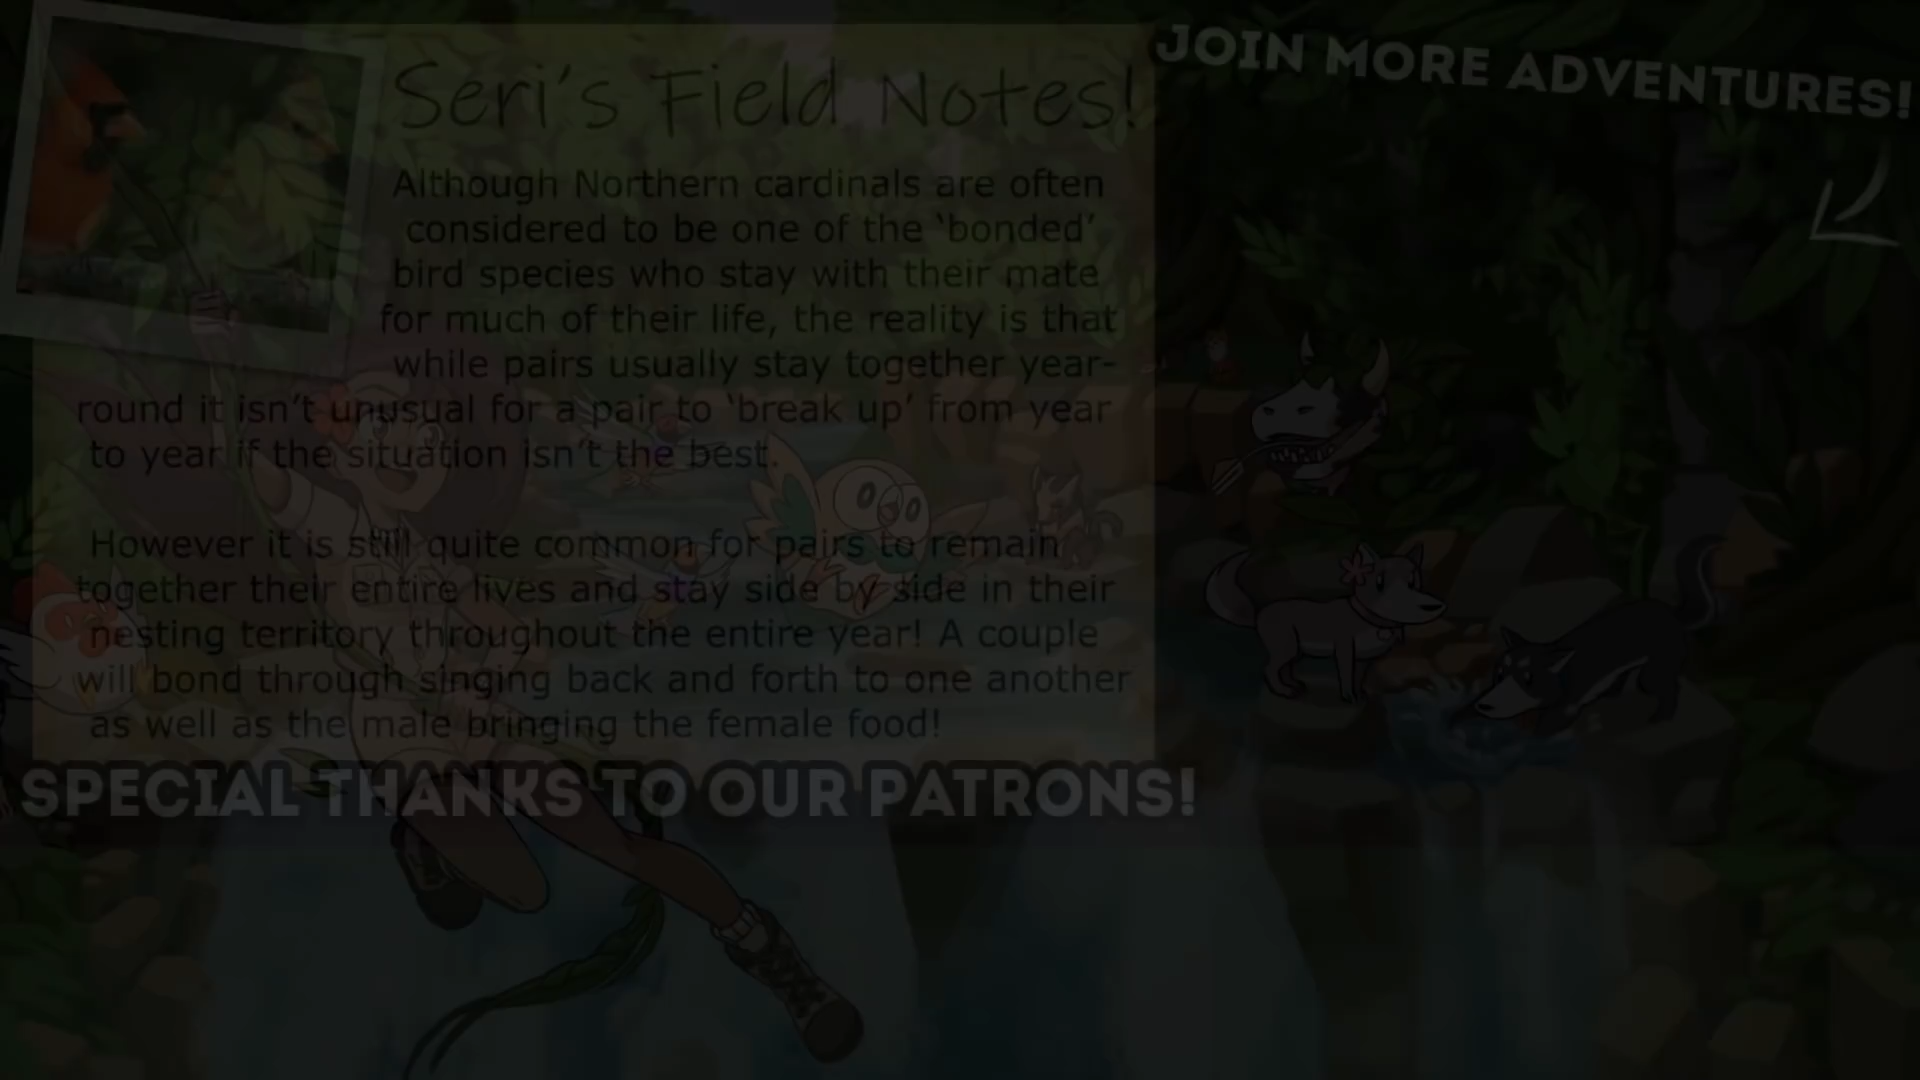 Seri's Field Notes!
JOIN MORE ADVENTURES!
Although Northern cardinals are often
considered to be one of the ‘bonded’
bird species who stay with their mate
for much of their life, the reality is that
while pairs usually stay together year-
round it isn’t unusual for a pair to ‘break up’ from year
to year if the situation isn’t the best.
However it is still quite common for pairs to remain
together their entire lives and stay side by side in their
nesting territory throughout the entire year! A couple
will bond through singing back and forth to one another
as well as the male bringing the female food!
SPECIAL THANKS TO OUR PATRONS!